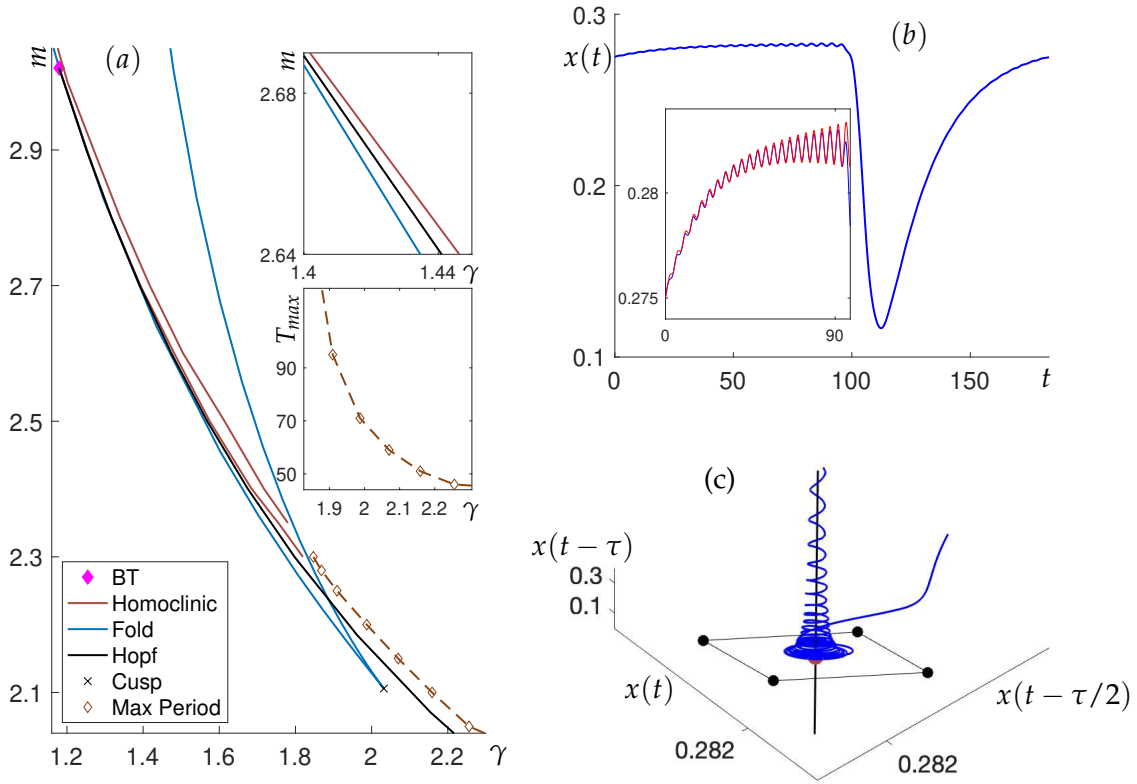 m
(a)
2.9
2.7
2.5
2.3
2.1
1.2
1.4
1.6
1.8
2
2.2
γ
BT
Homoclinic
Fold
Hopf
Cusp
Max Period
m
2.68
2.64
1.4
1.44
γ
T_max
90
70
50
1.9
2
2.1
2.2
γ
0.3
x(t)
(b)
0.2
0.1
0
50
100
150
t
0.28
0.275
0
90
(c)
x(t − τ)
0.3
0.1
x(t)
x(t − τ/2)
0.282
0.282